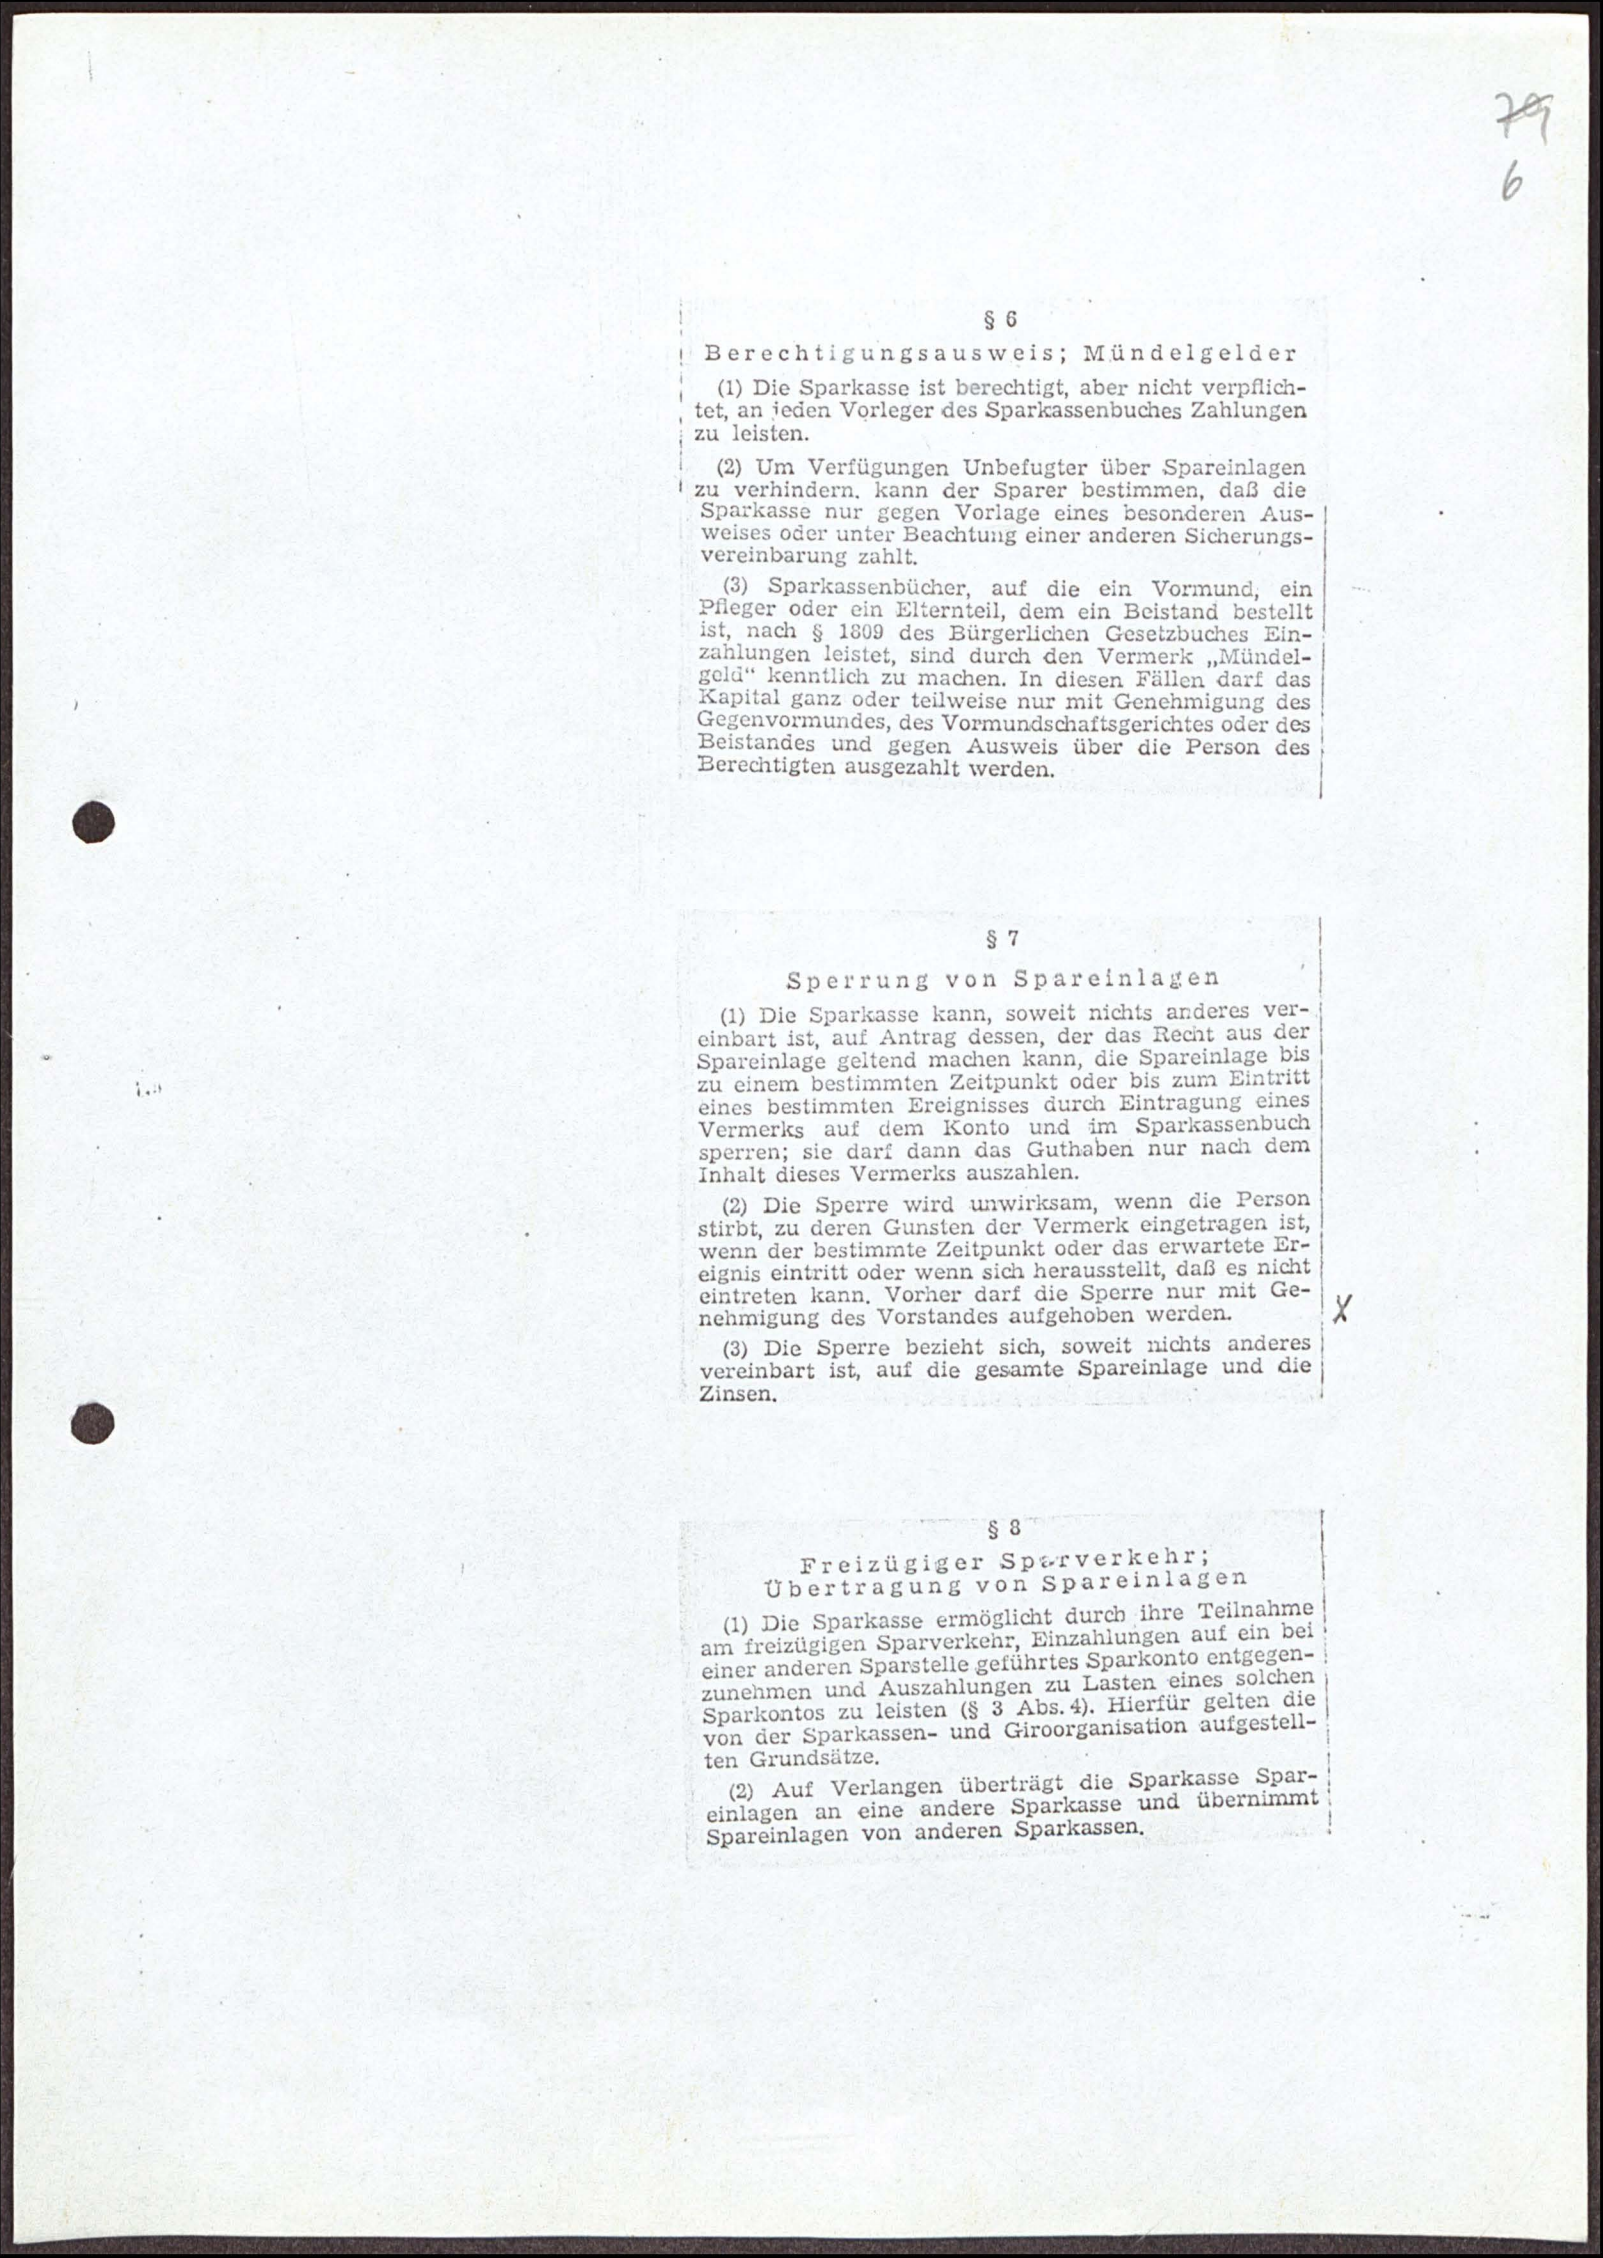 79
6
§ 6
Berechtigungsausweis; Mündelgelder
(1) Die Sparkasse ist berechtigt, aber nicht verpflich-
tet, an jeden Vorleger des Sparkassenbuches Zahlungen
zu leisten.
(2) Um Verfügungen Unbefugter über Spareinlagen
zu verhindern, kann der Sparer bestimmen, daß die
Sparkasse nur gegen Vorlage eines besonderen Aus-
weises oder unter Beachtung einer anderen Sicherungs-
vereinbarung zahlt.
(3) Sparkassenbücher, auf die ein Vormund, ein
Pfleger oder ein Elternteil, dem ein Beistand bestellt
ist, nach § 1809 des Bürgerlichen Gesetzbuches Ein-
zahlungen leistet, sind durch den Vermerk „Mündel-
geld“ kenntlich zu machen. In diesen Fällen darf das
Kapital ganz oder teilweise nur mit Genehmigung des
Gegenvormundes, des Vormundschaftsgerichtes oder des
Beistandes und gegen Ausweis über die Person des
Berechtigten ausgezahlt werden.
§ 7
Sperrung von Spareinlagen
(1) Die Sparkasse kann, soweit nichts anderes ver-
einbart ist, auf Antrag dessen, der das Recht aus der
Spareinlage geltend machen kann, die Spareinlage bis
zu einem bestimmten Zeitpunkt oder bis zum Eintritt
eines bestimmten Ereignisses durch Eintragung eines
Vermerks auf dem Konto und im Sparkassenbuch
sperren; sie darf dann das Guthaben nur nach dem
Inhalt dieses Vermerks auszahlen.
(2) Die Sperre wird unwirksam, wenn die Person
stirbt, zu deren Gunsten der Vermerk eingetragen ist,
wenn der bestimmte Zeitpunkt oder das erwartete Er-
eignis eintritt oder wenn sich herausstellt, daß es nicht
eintreten kann. Vorher darf die Sperre nur mit Ge-
nehmigung des Vorstandes aufgehoben werden. X
(3) Die Sperre bezieht sich, soweit nichts anderes
vereinbart ist, auf die gesamte Spareinlage und die
Zinsen.
§ 8
Freizügiger Sparverkehr;
Übertragung von Spareinlagen
(1) Die Sparkasse ermöglicht durch ihre Teilnahme
am freizügigen Sparverkehr, Einzahlungen auf ein bei
einer anderen Sparstelle geführtes Sparkonto entgegen-
zunehmen und Auszahlungen zu Lasten eines solchen
Sparkontos zu leisten (§ 3 Abs. 4). Hierfür gelten die
von der Sparkassen- und Giroorganisation aufgestell-
ten Grundsätze.
(2) Auf Verlangen überträgt die Sparkasse Spar-
einlagen an eine andere Sparkasse und übernimmt
Spareinlagen von anderen Sparkassen.